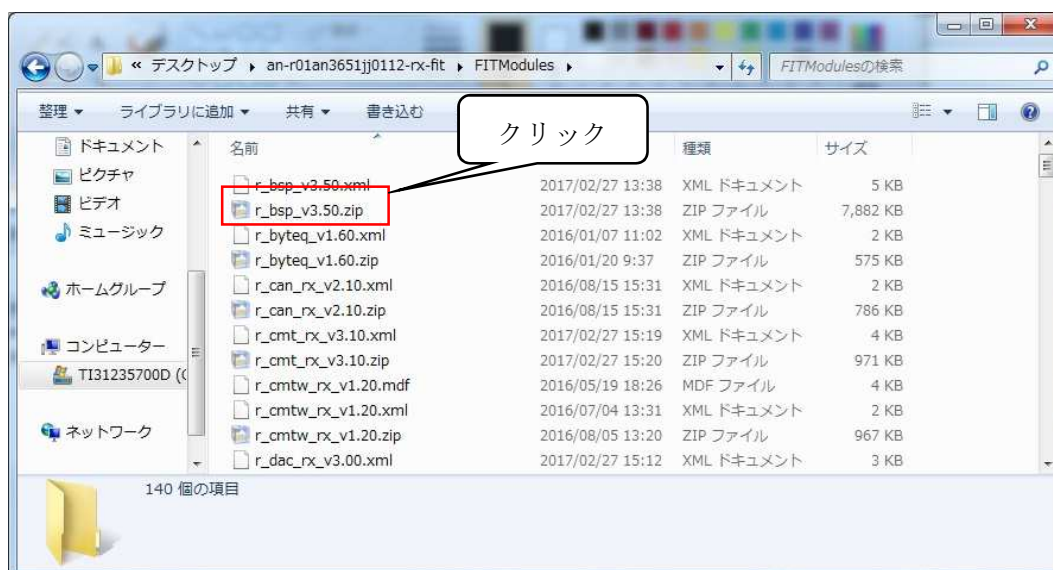 « デスクトップ ▸ an-r01an3651jj0112-rx-fit ▸ FITModules ▸
FITModulesの検索
整理 ▼ ライブラリに追加 ▼ 共有 ▼ 書き込む
クリック
ドキュメント
ピクチャ
ビデオ
ミュージック
ホームグループ
コンピューター
TI31235700D (C
ネットワーク
名前 種類 サイズ
r_bsp_v3.50.xml 2017/02/27 13:38 XML ドキュメント 5 KB
r_bsp_v3.50.zip 2017/02/27 13:38 ZIP ファイル 7,882 KB
r_byteq_v1.60.xml 2016/01/07 11:02 XML ドキュメント 2 KB
r_byteq_v1.60.zip 2016/01/20 9:37 ZIP ファイル 575 KB
r_can_rx_v2.10.xml 2016/08/15 15:31 XML ドキュメント 2 KB
r_can_rx_v2.10.zip 2016/08/15 15:31 ZIP ファイル 786 KB
r_cmt_rx_v3.10.xml 2017/02/27 15:19 XML ドキュメント 4 KB
r_cmt_rx_v3.10.zip 2017/02/27 15:20 ZIP ファイル 971 KB
r_cmtw_rx_v1.20.mdf 2016/05/19 18:26 MDF ファイル 4 KB
r_cmtw_rx_v1.20.xml 2016/07/04 13:31 XML ドキュメント 2 KB
r_cmtw_rx_v1.20.zip 2016/08/05 13:20 ZIP ファイル 967 KB
r_dac_rx_v3.00.xml 2017/02/27 15:12 XML ドキュメント 3 KB
140 個の項目